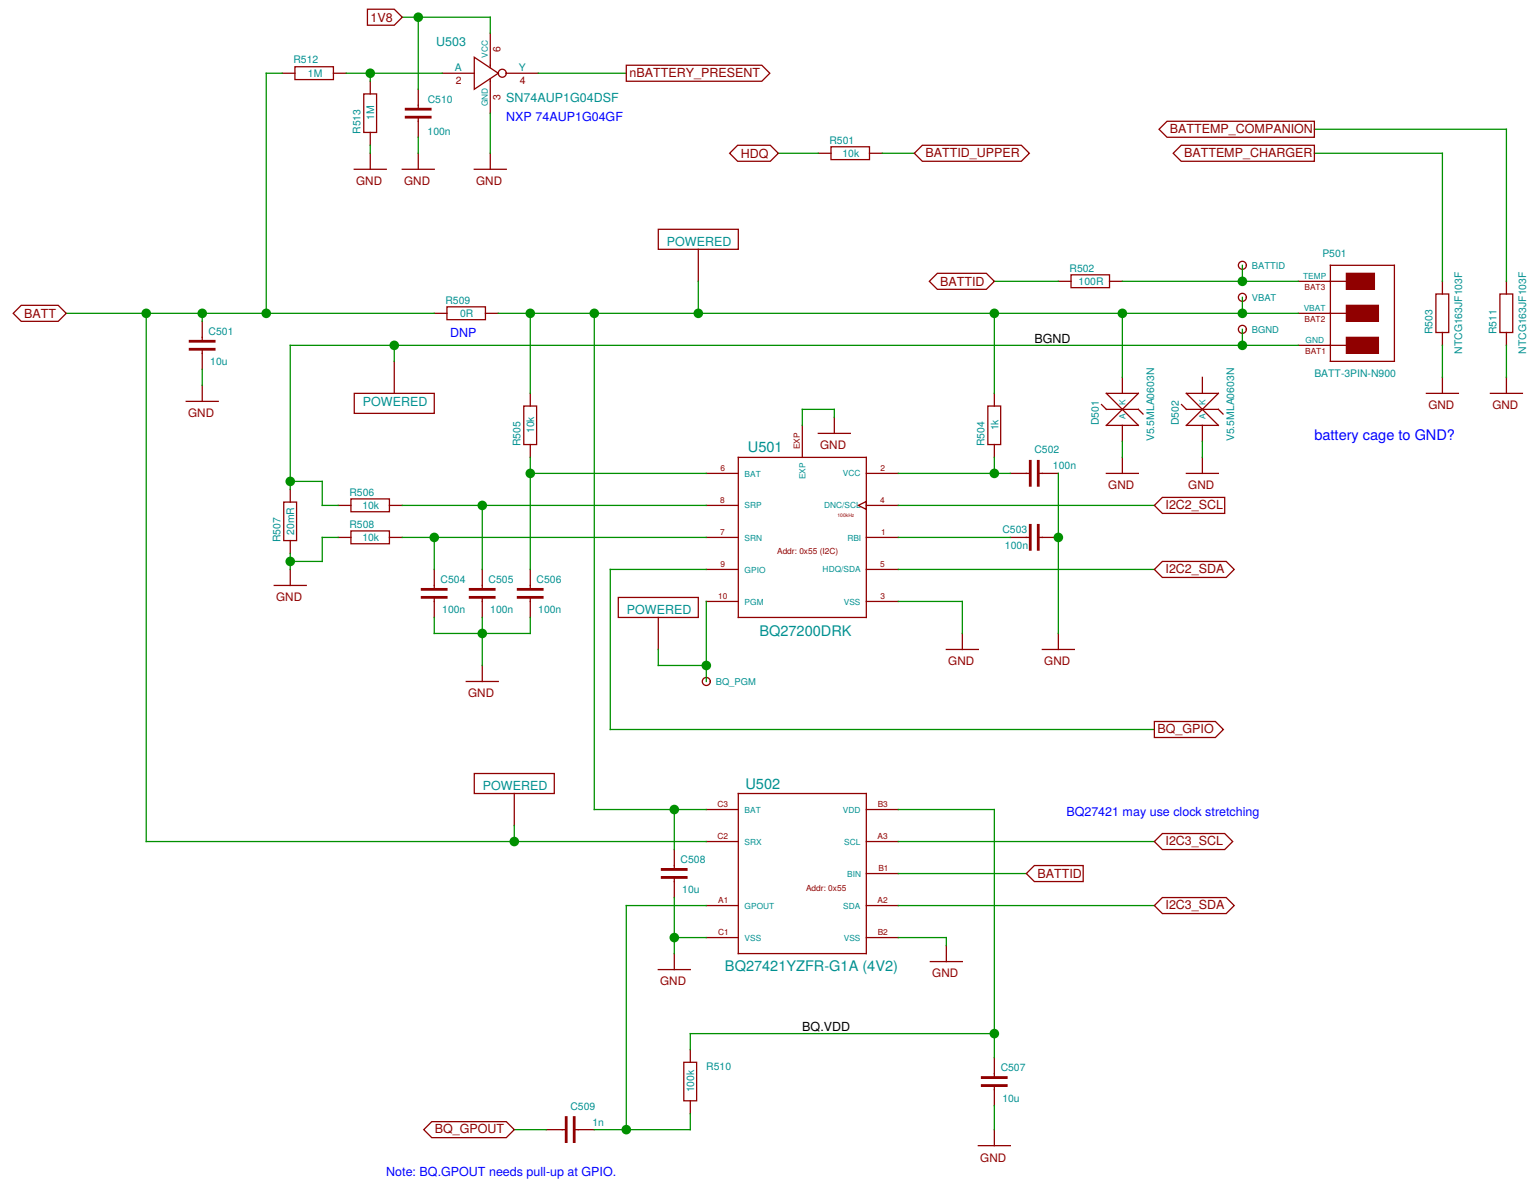 1V8
U503
VCC
6
R512
1M
A
2
Y
4
nBATTERY_PRESENT
GND
3
SN74AUP1G04DSF
NXP 74AUP1G04GF
R513
1M
C510
100n
GND
GND
GND
HDQ
R501
10k
BATTID_UPPER
BATTEMP_COMPANION
BATTEMP_CHARGER
POWERED
P501
BATTID
R502
100R
BATTID
TEMP
BAT3
VBAT
VBAT
BAT2
BGND
GND
BAT1
BATT-3PIN-N900
R503
NTCG163JF103F
R511
NTCG163JF103F
GND
GND
battery cage to GND?
BATT
R509
0R
DNP
C501
10u
GND
BGND
POWERED
R505
10k
R504
1k
D501
A
K
V5.5MLA0603N
D502
A
K
V5.5MLA0603N
GND
GND
EXP
EXP
GND
U501
C502
100n
6
BAT
VCC
2
8
SRP
DNC/SCL
4
100kHz
I2C2_SCL
7
SRN
RBI
1
C503
100n
Addr: 0x55 (I2C)
9
GPIO
HDQ/SDA
5
I2C2_SDA
10
PGM
VSS
3
BQ27200DRK
R506
10k
R507
20mR
R508
10k
GND
C504
100n
C505
100n
C506
100n
GND
POWERED
BQ_PGM
GND
GND
BQ_GPIO
POWERED
U502
C3
BAT
VDD
B3
BQ27421 may use clock stretching
C2
SRX
SCL
A3
I2C3_SCL
C508
10u
BIN
B1
BATTID
Addr: 0x55
A1
GPOUT
SDA
A2
I2C3_SDA
C1
VSS
VSS
B2
BQ27421YZFR-G1A (4V2)
GND
GND
BQ.VDD
R510
100k
C507
10u
C509
1n
BQ_GPOUT
GND
Note: BQ.GPOUT needs pull-up at GPIO.